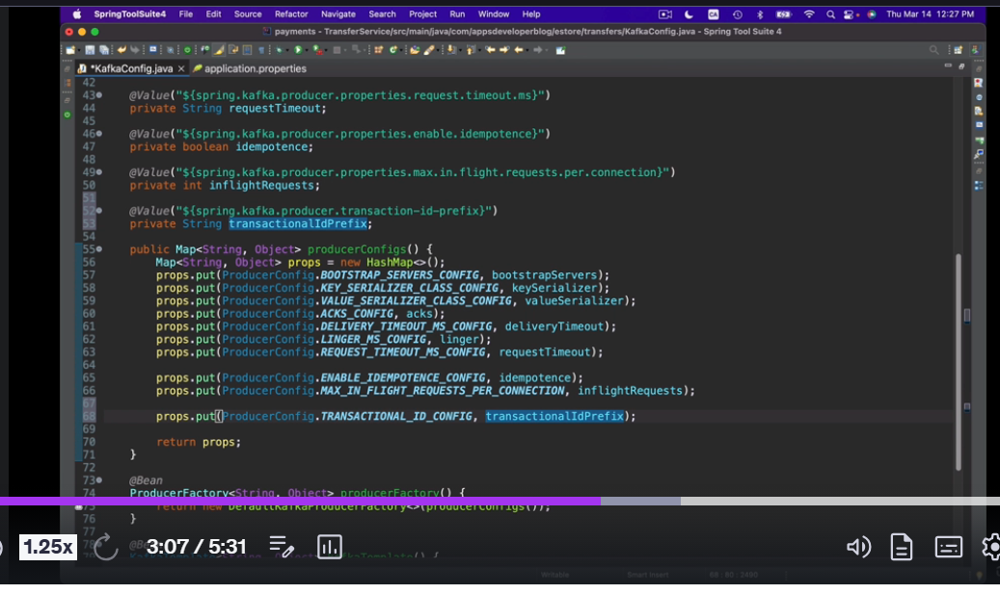 SpringToolSuite4 File Edit Source Refactor Navigate Search Project Run Window Help Thu Mar 14 12:27 PM
payments - TransferService/src/main/java/com/appsdeveloperblog/estore/transfers/KafkaConfig.java - Spring Tool Suite 4
*KafkaConfig.java application.properties
42
43 @Value("${spring.kafka.producer.properties.request.timeout.ms}")
44 private String requestTimeout;
45
46 @Value("${spring.kafka.producer.properties.enable.idempotence}")
47 private boolean idempotence;
48
49 @Value("${spring.kafka.producer.properties.max.in.flight.requests.per.connection}")
50 private int inflightRequests;
51
52 @Value("${spring.kafka.producer.transaction-id-prefix}")
53 private String transactionalIdPrefix;
54
55 public Map<String, Object> producerConfigs() {
56 Map<String, Object> props = new HashMap<>();
57 props.put(ProducerConfig.BOOTSTRAP_SERVERS_CONFIG, bootstrapServers);
58 props.put(ProducerConfig.KEY_SERIALIZER_CLASS_CONFIG, keySerializer);
59 props.put(ProducerConfig.VALUE_SERIALIZER_CLASS_CONFIG, valueSerializer);
60 props.put(ProducerConfig.ACKS_CONFIG, acks);
61 props.put(ProducerConfig.DELIVERY_TIMEOUT_MS_CONFIG, deliveryTimeout);
62 props.put(ProducerConfig.LINGER_MS_CONFIG, linger);
63 props.put(ProducerConfig.REQUEST_TIMEOUT_MS_CONFIG, requestTimeout);
64
65 props.put(ProducerConfig.ENABLE_IDEMPOTENCE_CONFIG, idempotence);
66 props.put(ProducerConfig.MAX_IN_FLIGHT_REQUESTS_PER_CONNECTION, inflightRequests);
67
68 props.put(ProducerConfig.TRANSACTIONAL_ID_CONFIG, transactionalIdPrefix);
69
70 return props;
71 }
72
73 @Bean
74 ProducerFactory<String, Object> producerFactory() {
75 return new DefaultKafkaProducerFactory<>(producerConfigs());
76 }
77
78
1.25x 3:07 / 5:31
Writable Smart Insert 68 : 80 : 2490